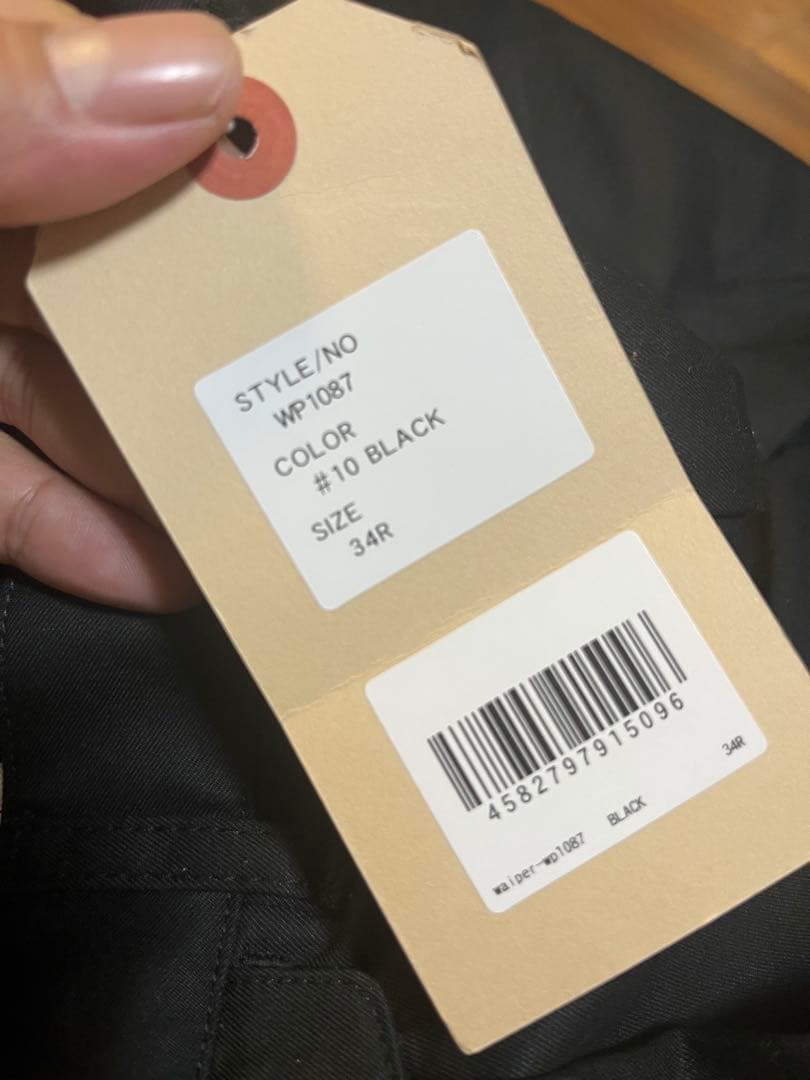 STYLE/NO
WP1087
COLOR
#10 BLACK
SIZE
34R
4582797915096
waiper-wp1087 BLACK 34R